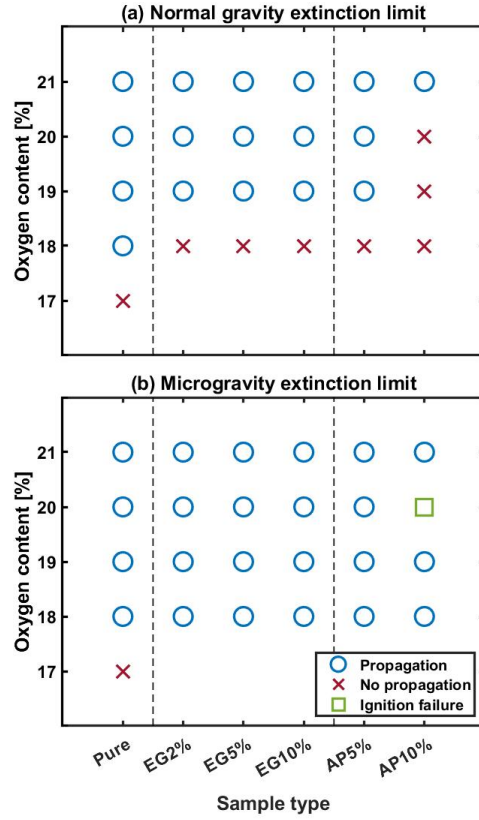 (a) Normal gravity extinction limit
Oxygen content [%]
21
20
19
18
17
(b) Microgravity extinction limit
Oxygen content [%]
21
20
19
18
17
Propagation
No propagation
Ignition failure
Pure
EG2%
EG5%
EG10%
AP5%
AP10%
Sample type